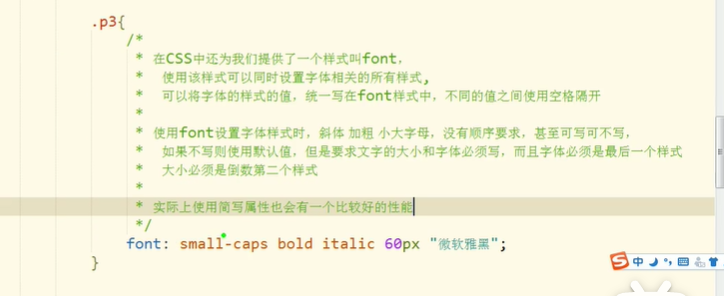 .p3{
/*
* 在CSS中还为我们提供了一个样式叫font，
* 使用该样式可以同时设置字体相关的所有样式,
* 可以将字体的样式的值，统一写在font样式中，不同的值之间使用空格隔开
*
* 使用font设置字体样式时，斜体 加粗 小大字母，没有顺序要求，甚至可写可不写，
* 如果不写则使用默认值，但是要求文字的大小和字体必须写，而且字体必须是最后一个样式
* 大小必须是倒数第二个样式
*
* 实际上使用简写属性也会有一个比较好的性能
*/
font: small-caps bold italic 60px "微软雅黑";
}
S 中